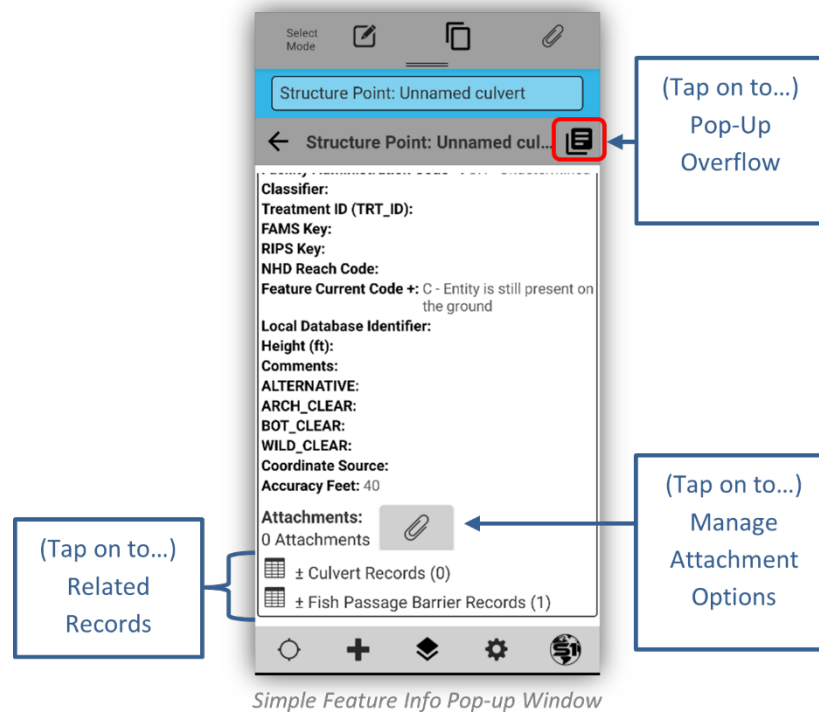 Select
Mode
Structure Point: Unnamed culvert
Structure Point: Unnamed cul...
Classifier:
Treatment ID (TRT_ID):
FAMS Key:
RIPS Key:
NHD Reach Code:
Feature Current Code +: C - Entity is still present on
the ground
Local Database Identifier:
Height (ft):
Comments:
ALTERNATIVE:
ARCH_CLEAR:
BOT_CLEAR:
WILD_CLEAR:
Coordinate Source:
Accuracy Feet: 40
Attachments:
0 Attachments
± Culvert Records (0)
± Fish Passage Barrier Records (1)
S1
(Tap on to...)
Pop-Up
Overflow
(Tap on to...)
Manage
Attachment
Options
(Tap on to...)
Related
Records
Simple Feature Info Pop-up Window